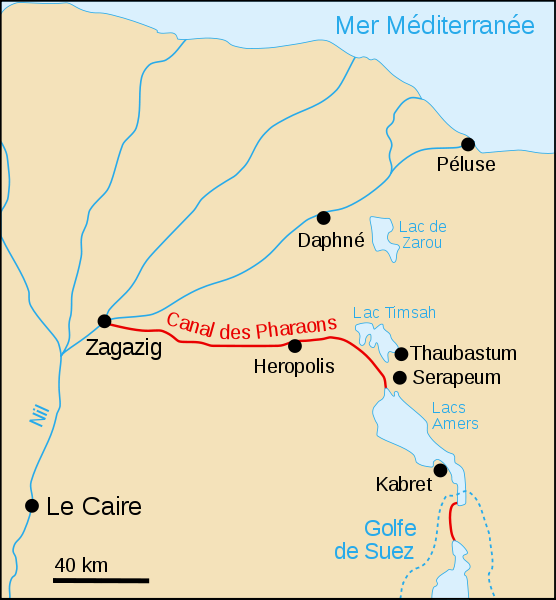 Mer Méditerranée
Péluse
Daphné
Lac de
Zarou
Lac Timsah
Canal des Pharaons
Zagazig
Heropolis
Thaubastum
Serapeum
Lacs
Amers
Nil
Kabret
Le Caire
Golfe
de Suez
40 km